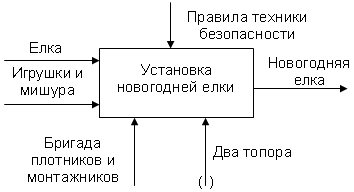 Правила техники
безопасности
Елка
Игрушки и
мишура
Установка
новогодней елки
Новогодняя
елка
Бригада
плотников и
монтажников
Два топора
( )